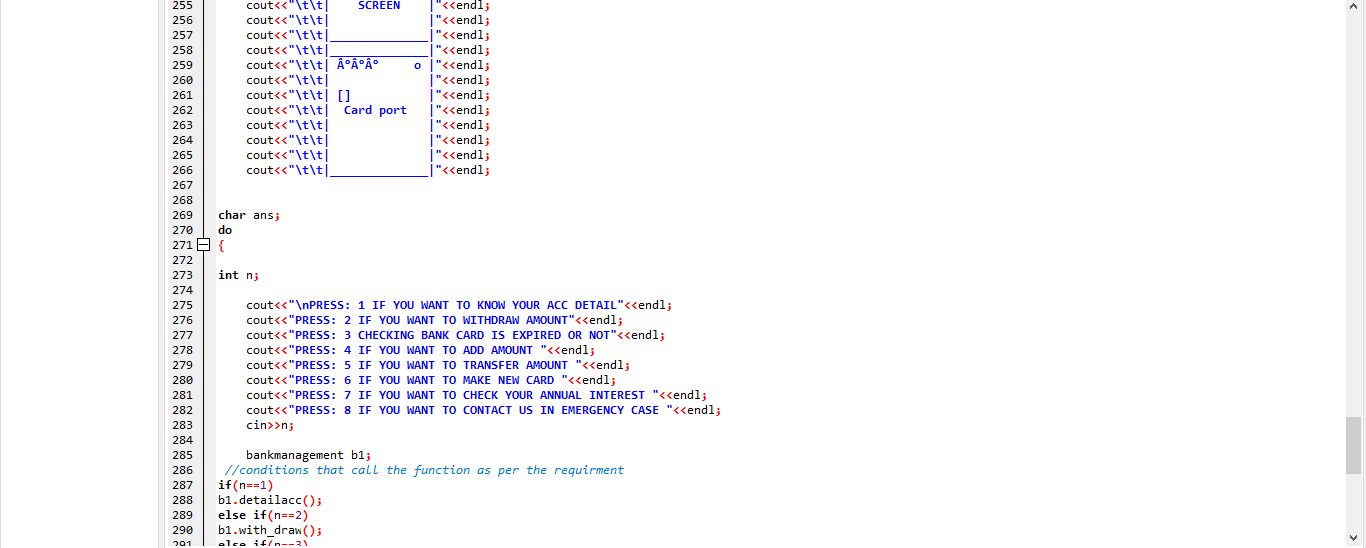 255 cout<<"\t\t|    SCREEN    |"<<endl;
256 cout<<"\t\t|              |"<<endl;
257 cout<<"\t\t|______________|"<<endl;
258 cout<<"\t\t|______________|"<<endl;
259 cout<<"\t\t| ÂºÂºÂº     o |"<<endl;
260 cout<<"\t\t|              |"<<endl;
261 cout<<"\t\t| []           |"<<endl;
262 cout<<"\t\t|  Card port   |"<<endl;
263 cout<<"\t\t|              |"<<endl;
264 cout<<"\t\t|              |"<<endl;
265 cout<<"\t\t|              |"<<endl;
266 cout<<"\t\t|______________|"<<endl;
267
268
269 char ans;
270 do
271 {
272
273 int n;
274
275 cout<<"\nPRESS: 1 IF YOU WANT TO KNOW YOUR ACC DETAIL"<<endl;
276 cout<<"PRESS: 2 IF YOU WANT TO WITHDRAW AMOUNT"<<endl;
277 cout<<"PRESS: 3 CHECKING BANK CARD IS EXPIRED OR NOT"<<endl;
278 cout<<"PRESS: 4 IF YOU WANT TO ADD AMOUNT "<<endl;
279 cout<<"PRESS: 5 IF YOU WANT TO TRANSFER AMOUNT "<<endl;
280 cout<<"PRESS: 6 IF YOU WANT TO MAKE NEW CARD "<<endl;
281 cout<<"PRESS: 7 IF YOU WANT TO CHECK YOUR ANNUAL INTEREST "<<endl;
282 cout<<"PRESS: 8 IF YOU WANT TO CONTACT US IN EMERGENCY CASE "<<endl;
283 cin>>n;
284
285 bankmanagement b1;
286 //conditions that call the function as per the requirment
287 if(n==1)
288 b1.detailacc();
289 else if(n==2)
290 b1.with_draw();
291 else if(n==3)